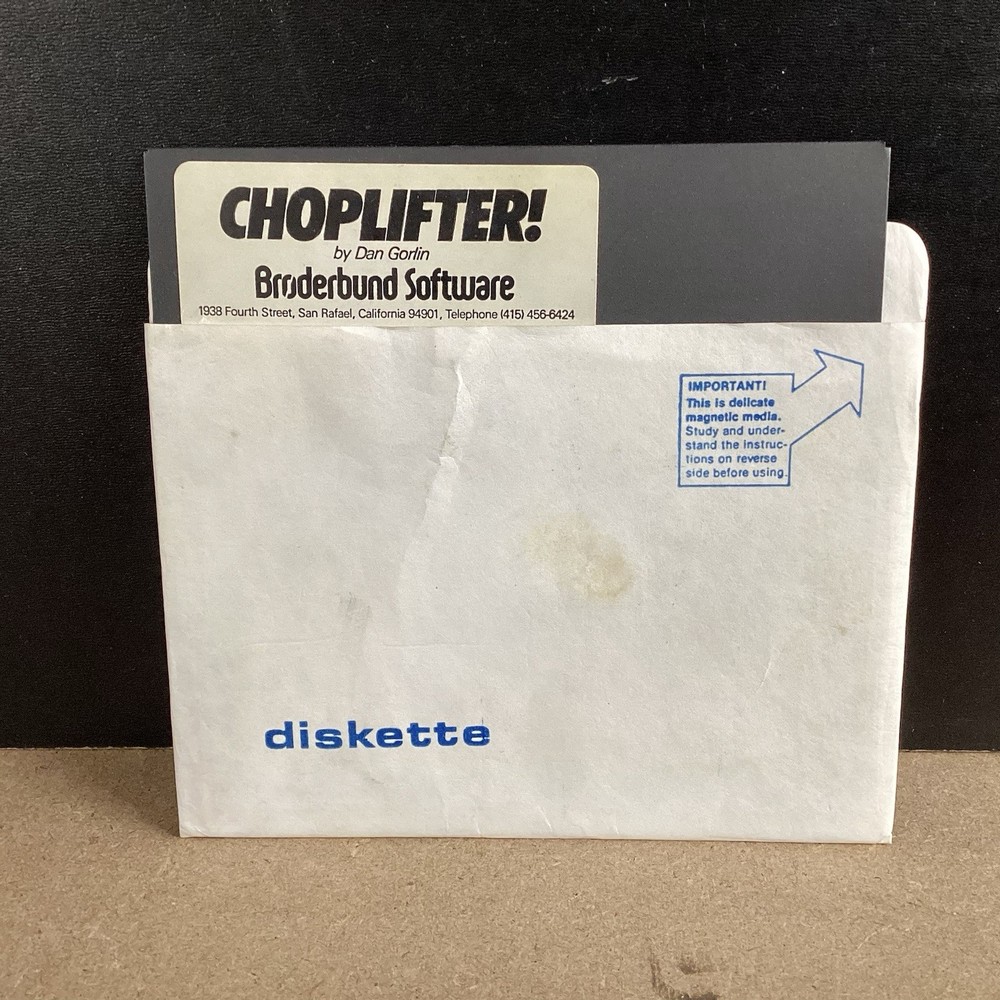 CHOPLIFTER!
by Dan Gorlin
Brøderbund Software
1938 Fourth Street, San Rafael, California 94901, Telephone (415) 456-6424
IMPORTANT!
This is delicate
magnetic media.
Study and under-
stand the instruc-
tions on reverse
side before using.
diskette